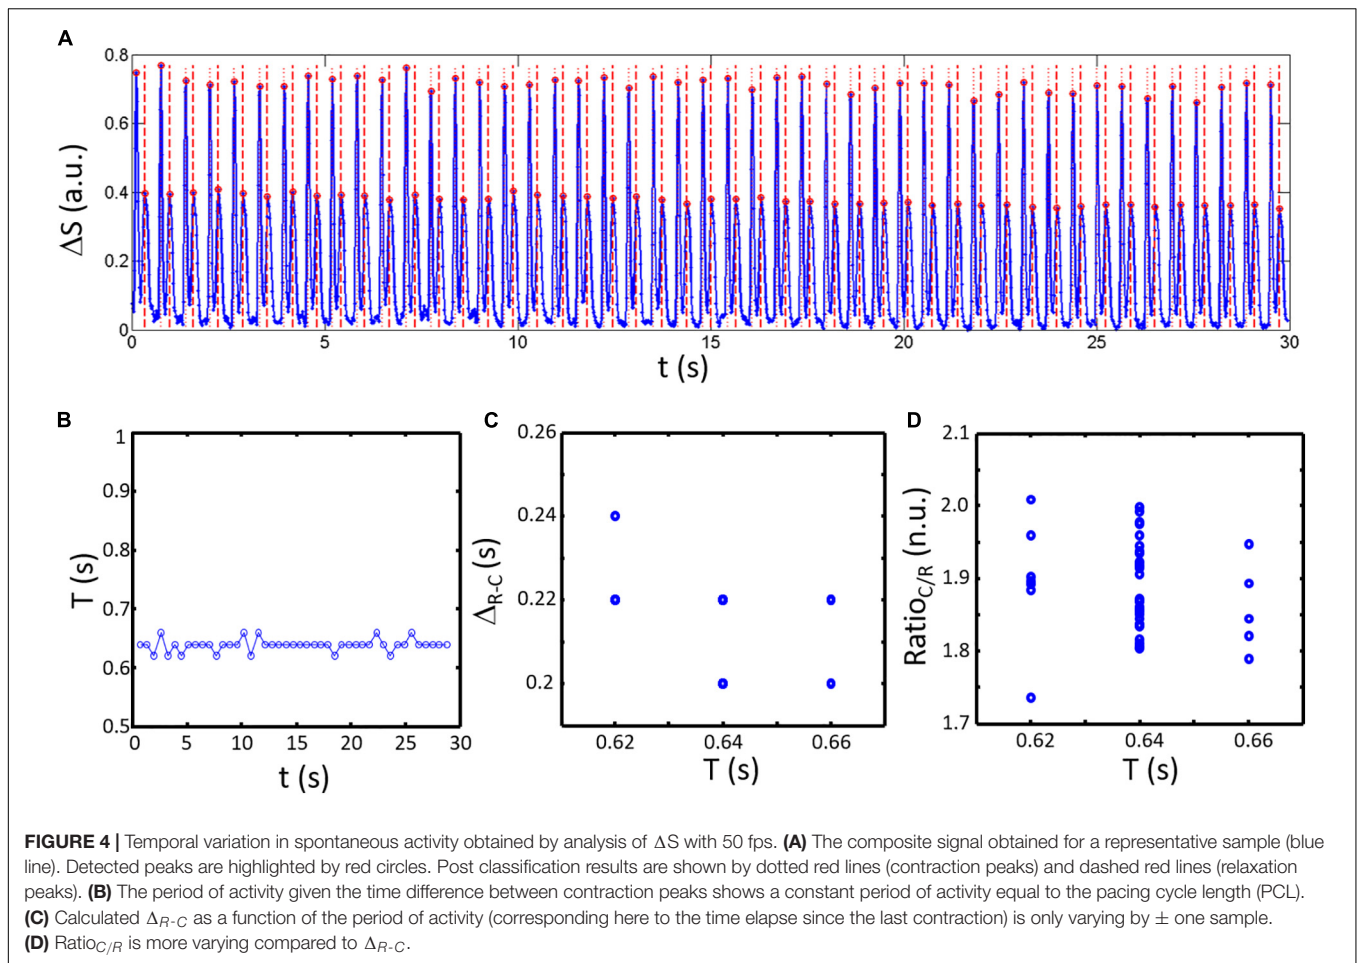 A
0.8
0.6
0.4
0.2
0
ΔS (a.u.)
0 5 10 15 20 25 30
t (s)
B
1
0.9
0.8
0.7
0.6
0.5
T (s)
0 5 10 15 20 25 30
t (s)
C
0.26
0.24
0.22
0.2
ΔR-C (s)
0.62 0.64 0.66
T (s)
D
2.1
2.0
1.9
1.8
1.7
RatioC/R (n.u.)
0.62 0.64 0.66
T (s)
FIGURE 4 | Temporal variation in spontaneous activity obtained by analysis of ΔS with 50 fps. (A) The composite signal obtained for a representative sample (blue
line). Detected peaks are highlighted by red circles. Post classification results are shown by dotted red lines (contraction peaks) and dashed red lines (relaxation
peaks). (B) The period of activity given the time difference between contraction peaks shows a constant period of activity equal to the pacing cycle length (PCL).
(C) Calculated ΔR-C as a function of the period of activity (corresponding here to the time elapse since the last contraction) is only varying by ± one sample.
(D) RatioC/R is more varying compared to ΔR-C.